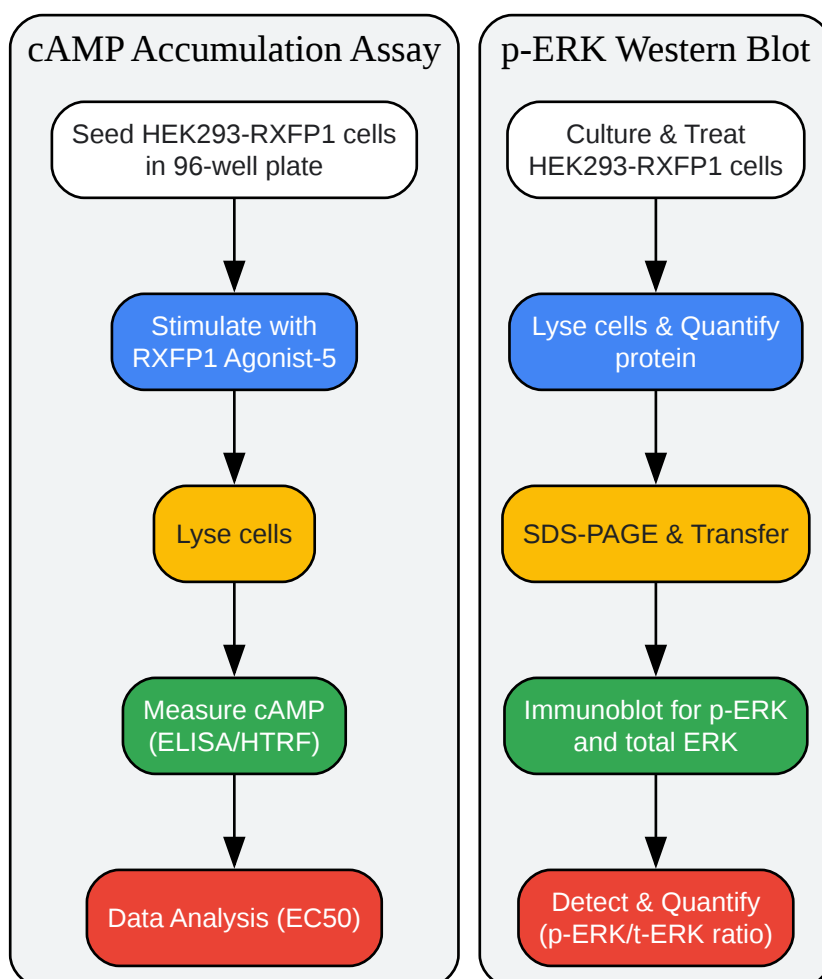 cAMP Accumulation Assay
Seed HEK293-RXFP1 cells
in 96-well plate
Stimulate with
RXFP1 Agonist-5
Lyse cells
Measure cAMP
(ELISA/HTRF)
Data Analysis (EC50)
p-ERK Western Blot
Culture & Treat
HEK293-RXFP1 cells
Lyse cells & Quantify
protein
SDS-PAGE & Transfer
Immunoblot for p-ERK
and total ERK
Detect & Quantify
(p-ERK/t-ERK ratio)